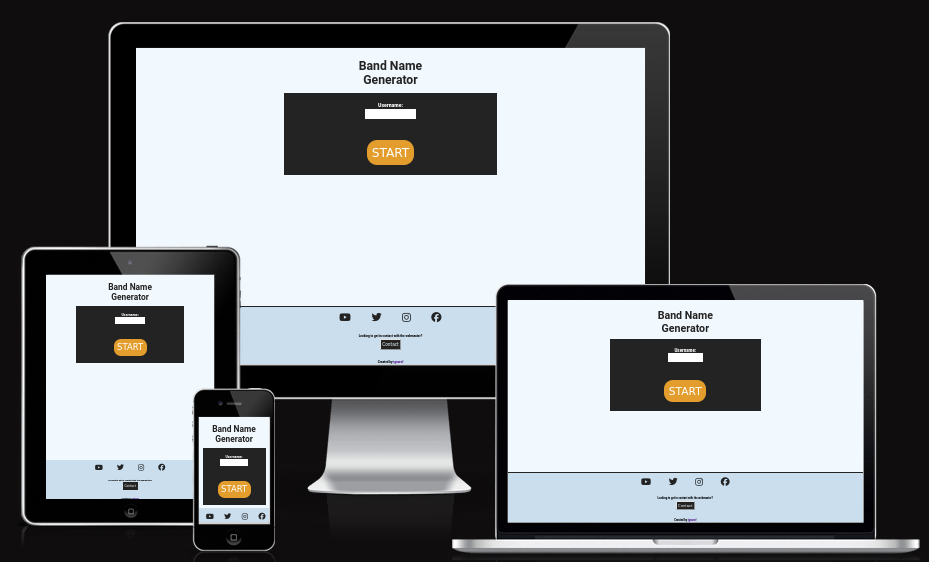 Band Name
Generator
Username:
START
Looking to get in contact with the webmaster?
Contact
Created by
Band Name
Generator
Username:
START
Contact
Band Name
Generator
Username:
START
Band Name
Generator
Username:
START
Looking to get in contact with the webmaster?
Contact
Created by